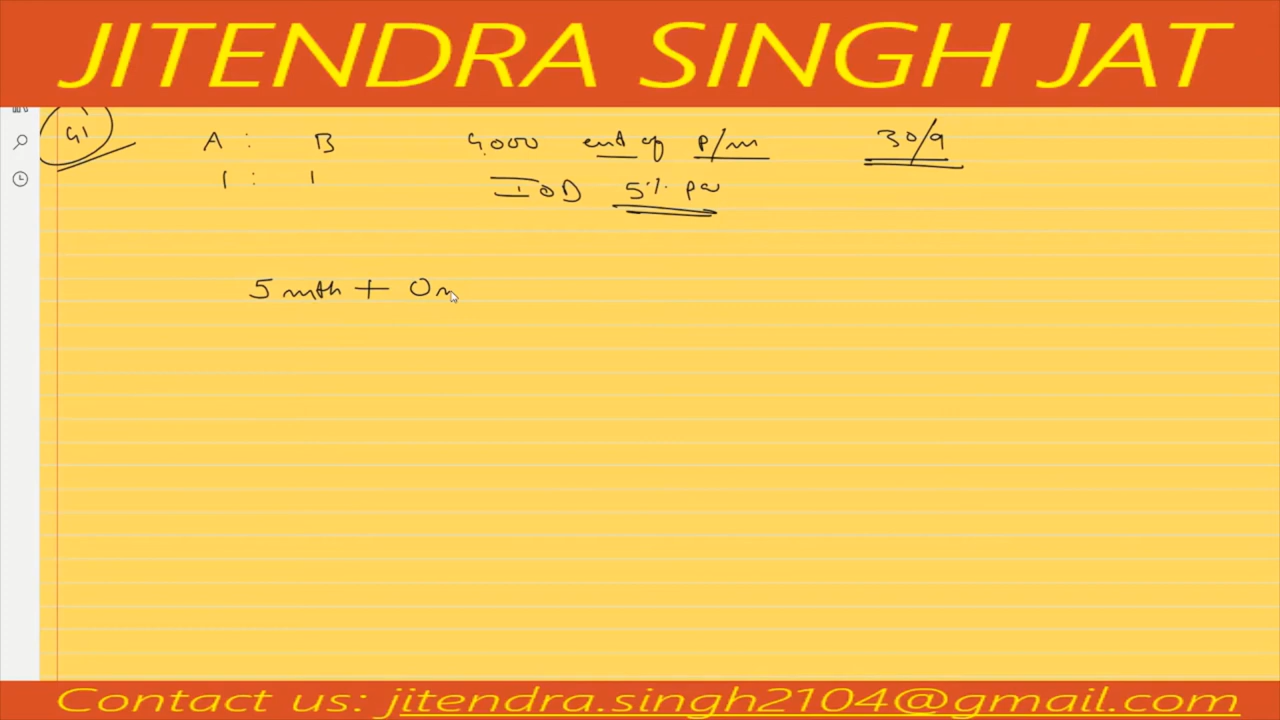 JITENDRA SINGH JAT
41 A : B 4000 end of p/m 30/9
1 : 1 IOD 5% pa
5 mth + 0 m
Contact us: jitendra.singh2104@gmail.com